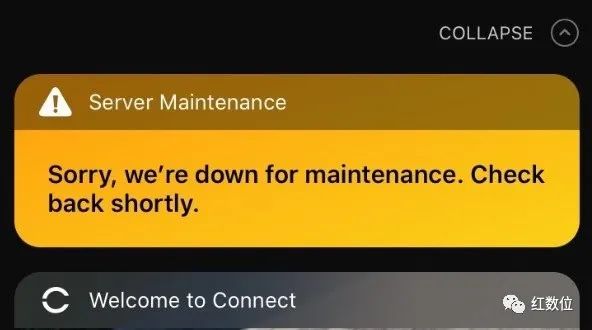 COLLAPSE
Server Maintenance
Sorry, we’re down for maintenance. Check
back shortly.
Welcome to Connect
红数位